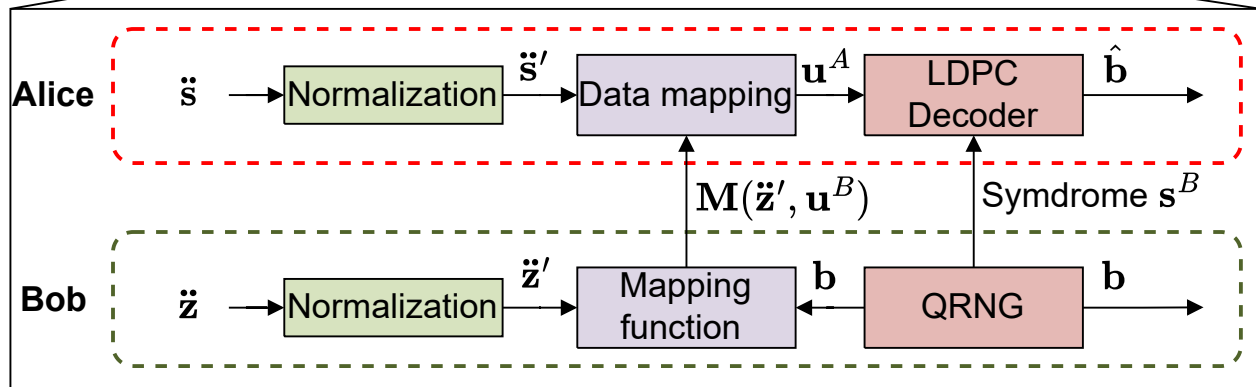 Alice
s̈
Normalization
s̈′
Data mapping
u^A
LDPC
Decoder
b̂
M(z̈′, u^B)
Symdrome s^B
Bob
z̈
Normalization
z̈′
Mapping
function
b
QRNG
b